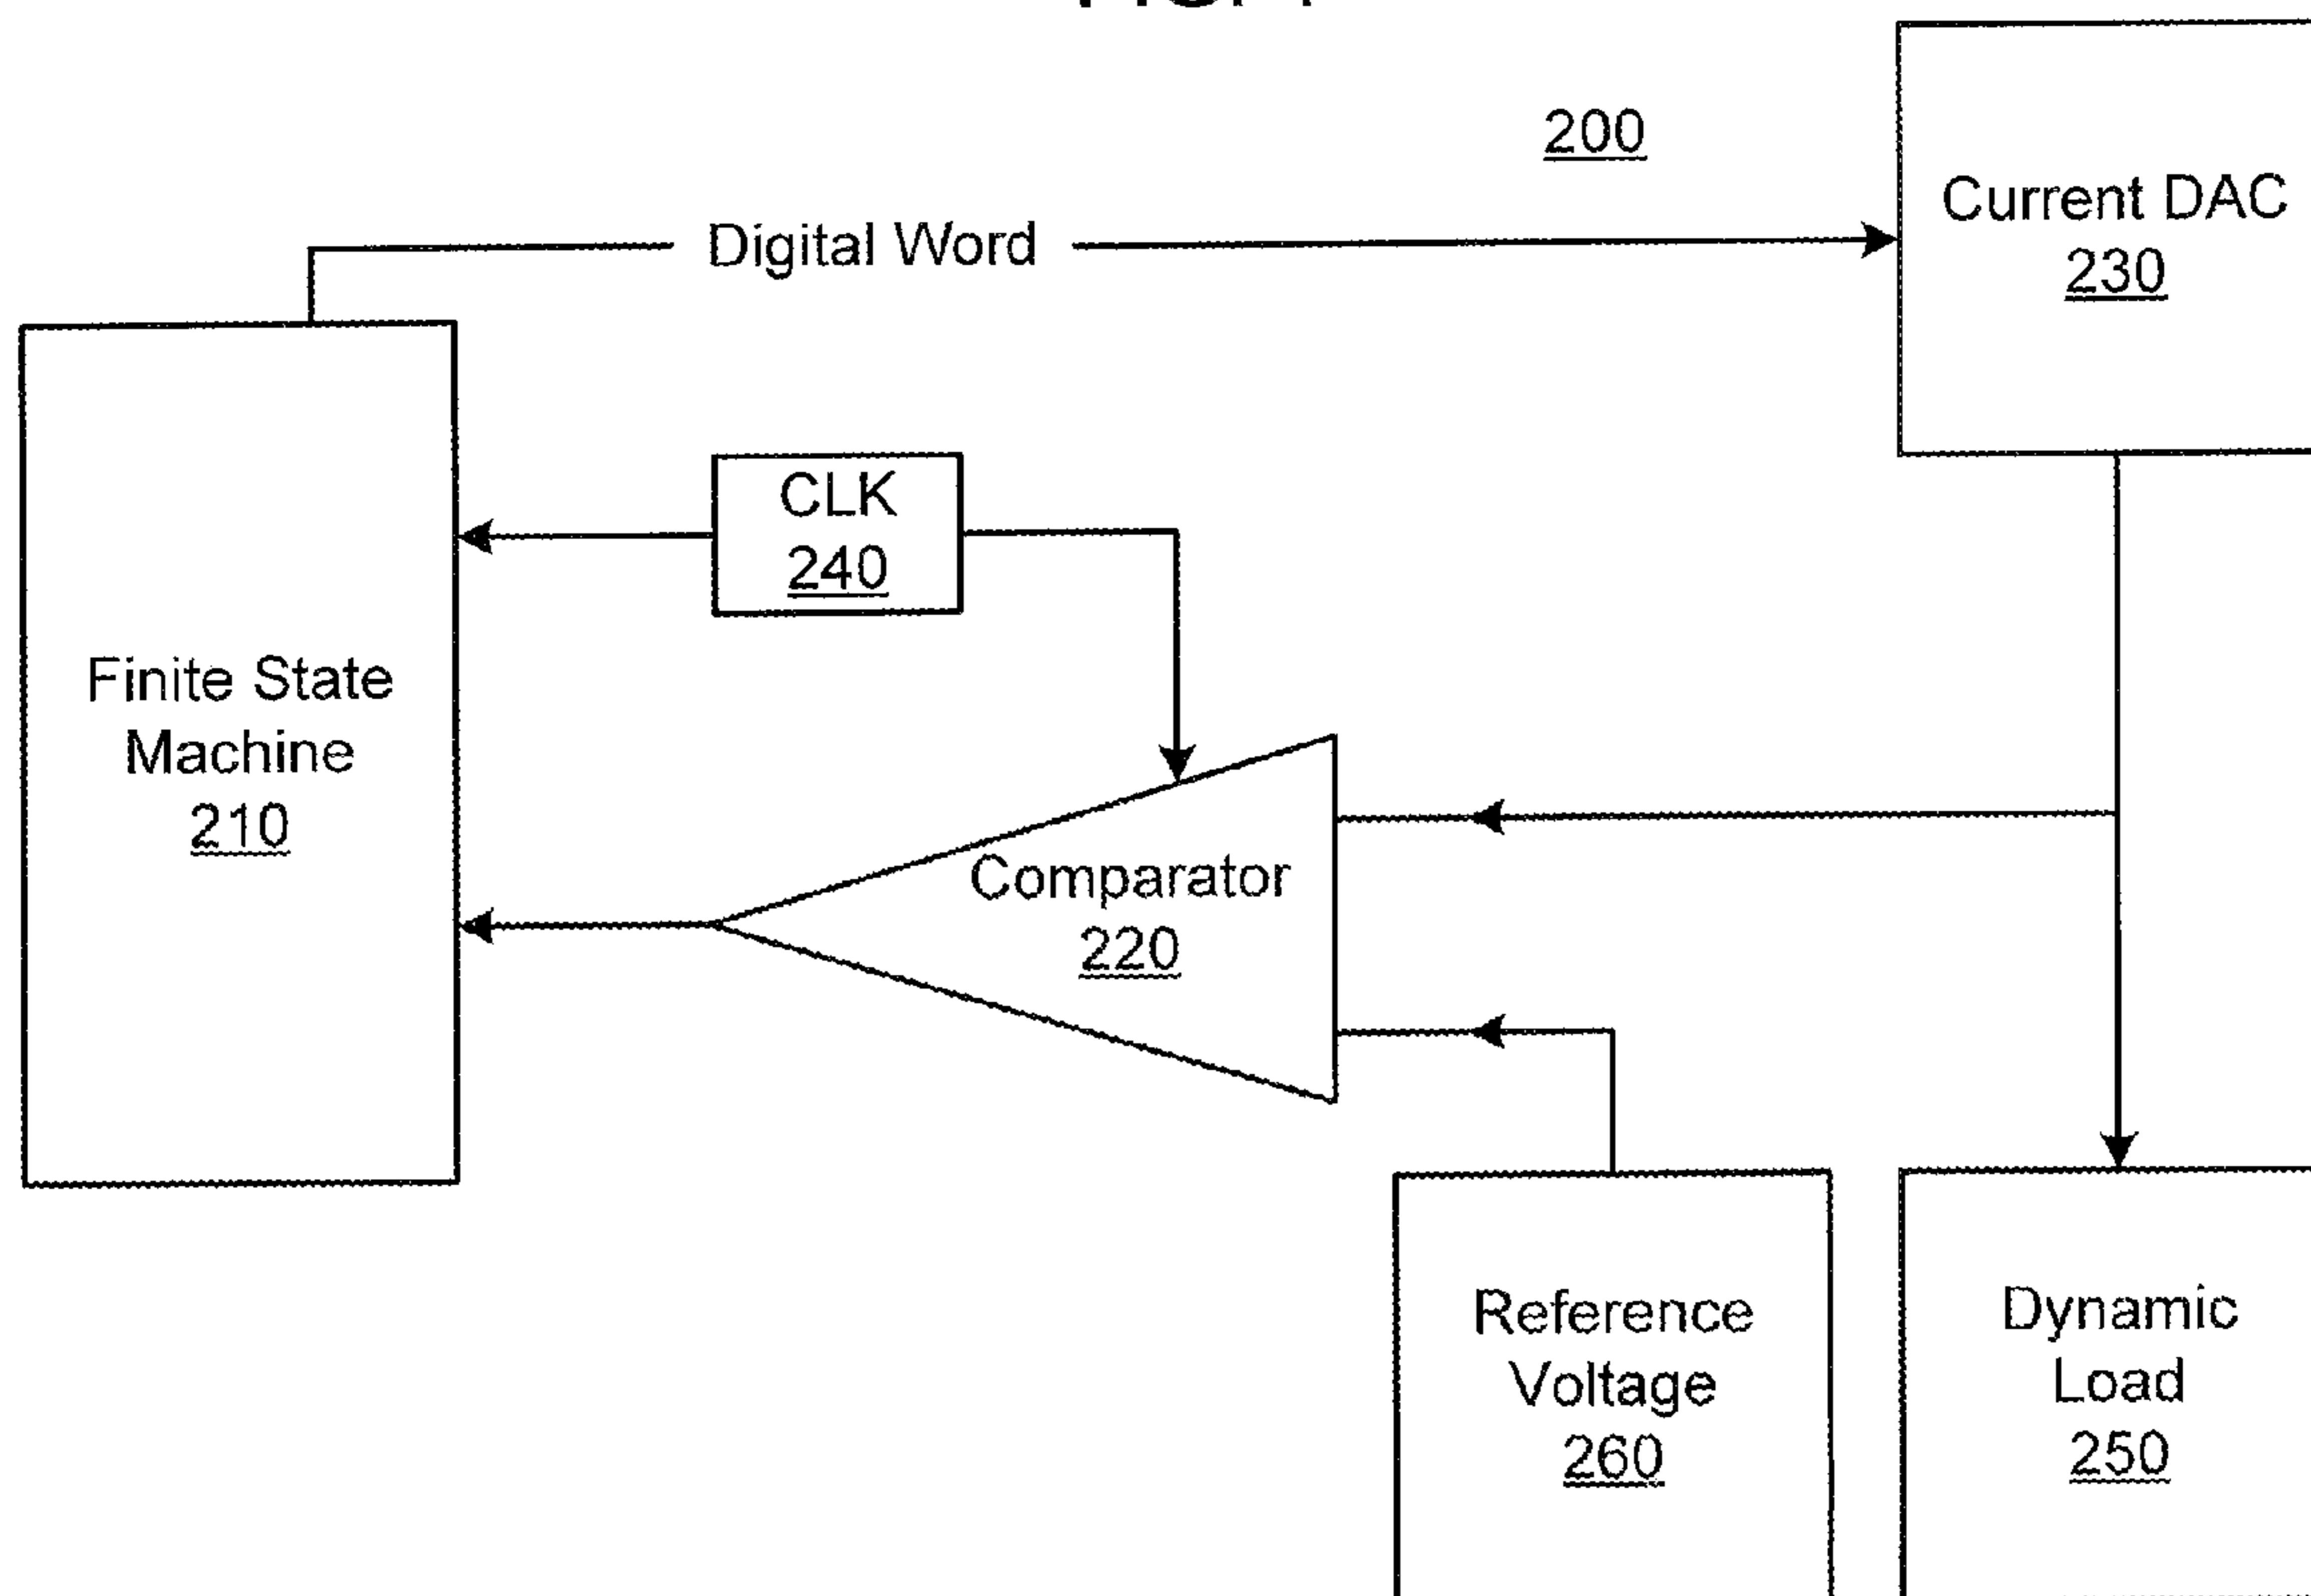 200
Current DAC
230
Digital Word
CLK
240
Finite State
Machine
210
Comparator
220
Reference
Voltage
260
Dynamic
Load
250